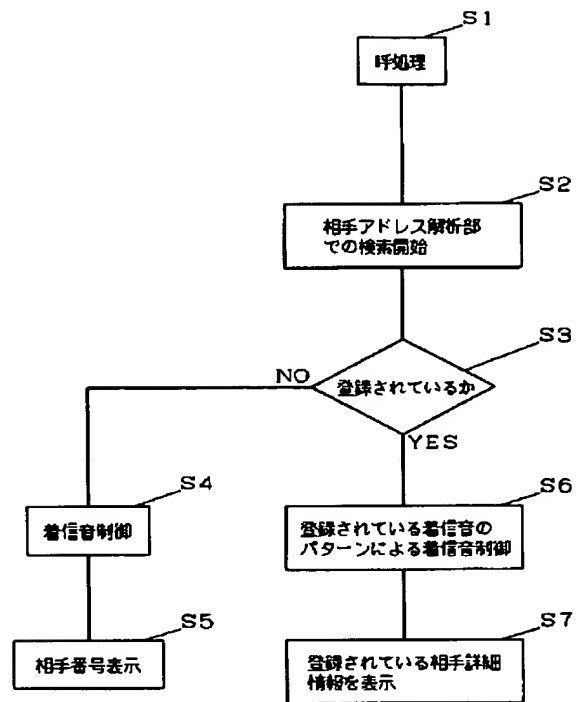 S1
呼処理
S2
相手アドレス解析部
での検索開始
S3
登録されているか
NO
YES
S4
着信音制御
S6
登録されている着信音の
パターンによる着信音制御
S5
相手番号表示
S7
登録されている相手詳細
情報を表示